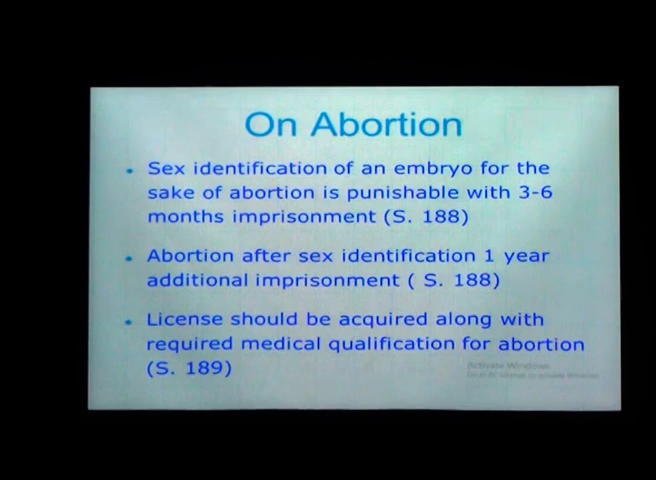 On Abortion
• Sex identification of an embryo for the
sake of abortion is punishable with 3-6
months imprisonment (S. 188)
• Abortion after sex identification 1 year
additional imprisonment ( S. 188)
• License should be acquired along with
required medical qualification for abortion
(S. 189)
Activate Windows